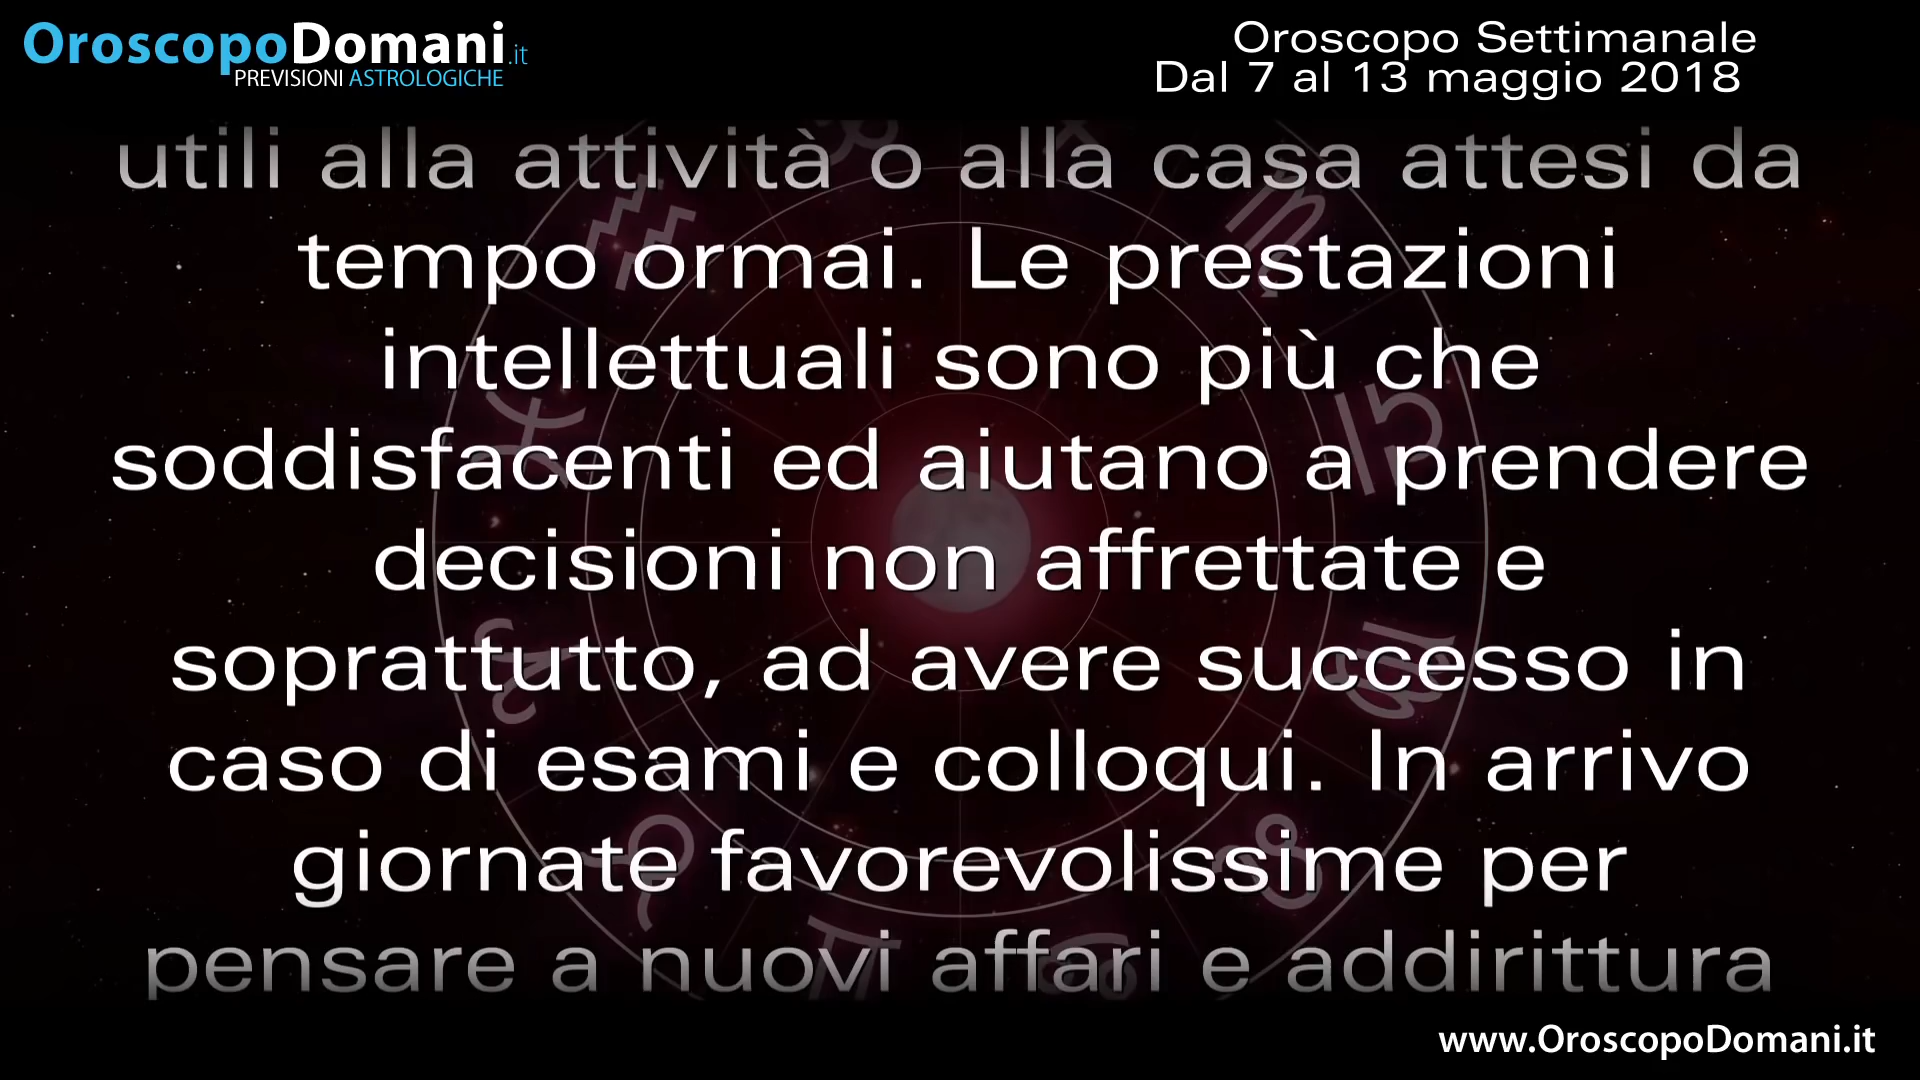 OroscopoDomani.it
PREVISIONI ASTROLOGICHE
Oroscopo Settimanale
Dal 7 al 13 maggio 2018
utili alla attività o alla casa attesi da
tempo ormai. Le prestazioni
intellettuali sono più che
soddisfacenti ed aiutano a prendere
decisioni non affrettate e
soprattutto, ad avere successo in
caso di esami e colloqui. In arrivo
giornate favorevolissime per
pensare a nuovi affari e addirittura
www.OroscopoDomani.it